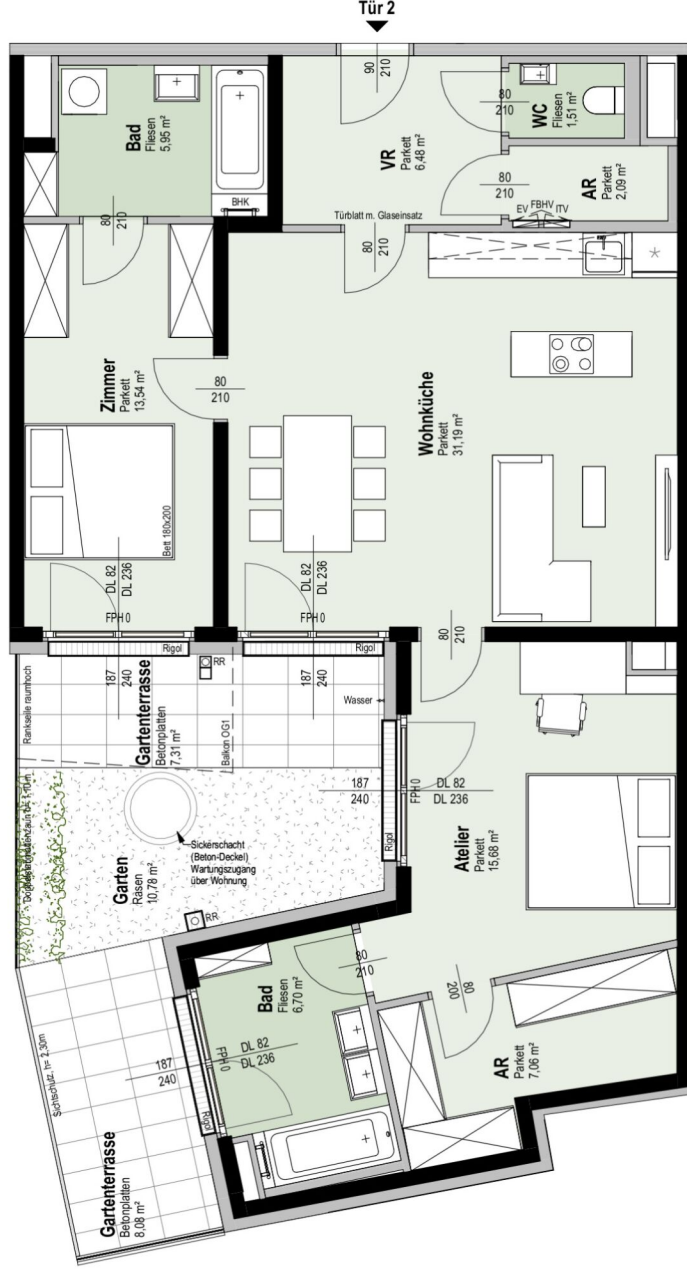 Tür 2
90
210
Bad
Fliesen
5,95 m²
BHK
80
210
VR
Parkett
6,48 m²
80
210
WC
Fliesen
1,51 m²
80
210
AR
Parkett
2,09 m²
EV
FBHV
ITV
Türblatt m. Glaseinsatz
80
210
Zimmer
Parkett
13,54 m²
80
210
Wohnküche
Parkett
31,19 m²
Bett 180x200
DL 82
DL 236
FPH 0
DL 82
DL 236
FPH 0
80
210
Rigol
Rigol
187
240
RR
187
240
Rankseile raumhoch
Gartenterrasse
Betonplatten
7,31 m²
Balkon OG1
Wasser
187
240
FPH 0
DL 82
DL 236
Rigol
Atelier
Parkett
15,68 m²
Garten
Rasen
10,78 m²
Sickerschacht
(Beton-Deckel)
Wartungszugang
über Wohnung
RR
Bad
Fliesen
6,70 m²
80
210
80
200
AR
Parkett
7,06 m²
Sichtschutz, h= 2,30m
187
240
FPH 0
DL 82
DL 236
Rigol
Gartenterrasse
Betonplatten
8,08 m²